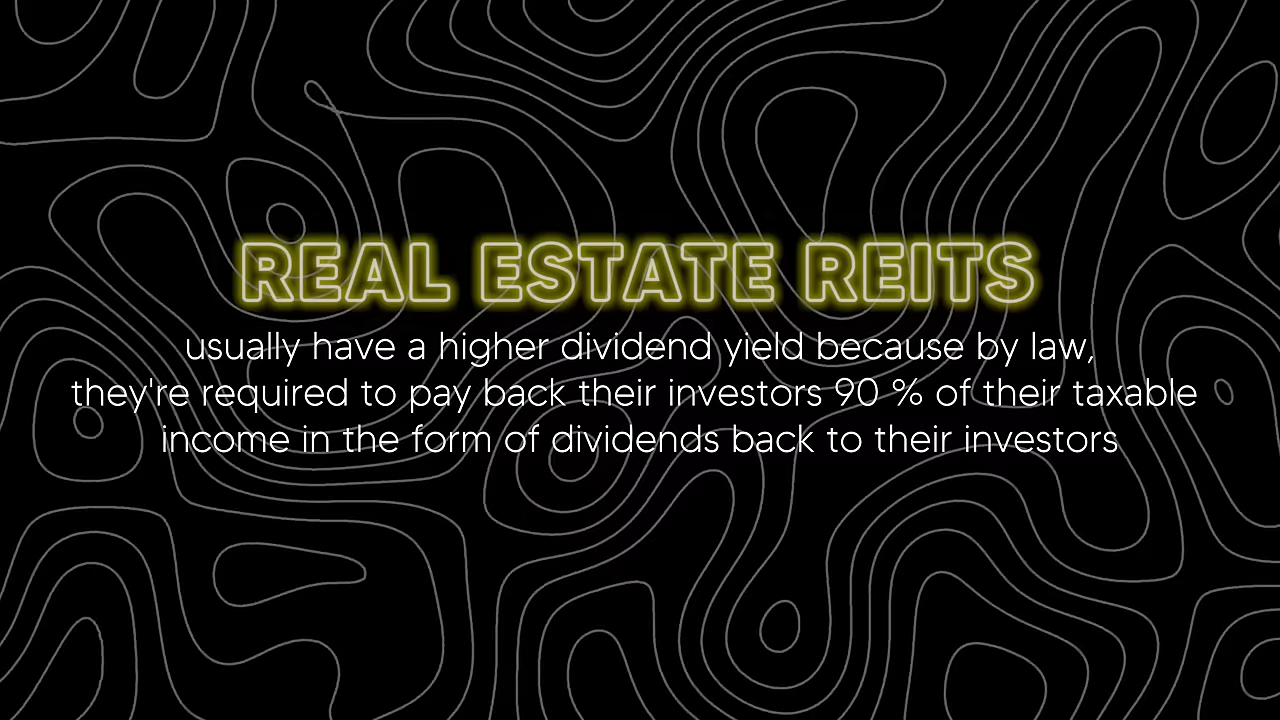 REAL ESTATE REITS
usually have a higher dividend yield because by law,
they're required to pay back their investors 90 % of their taxable
income in the form of dividends back to their investors